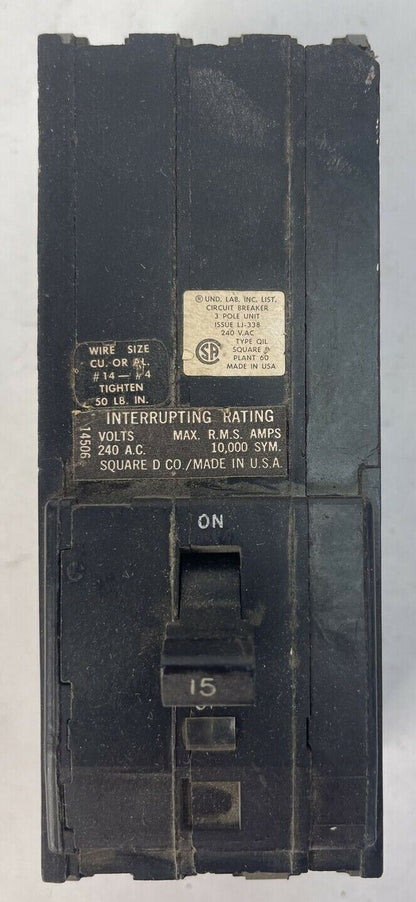 ® UND. LAB. INC. LIST.
CIRCUIT BREAKER
3 POLE UNIT
ISSUE LJ-338
240 V.AC
TYPE QIL
SQUARE D
PLANT 60
MADE IN USA
WIRE SIZE
CU. OR AL.
#14 — #4
TIGHTEN
50 LB. IN.
14506
INTERRUPTING RATING
VOLTS MAX. R.M.S. AMPS
240 A.C. 10,000 SYM.
SQUARE D CO./MADE IN U.S.A.
ON
15